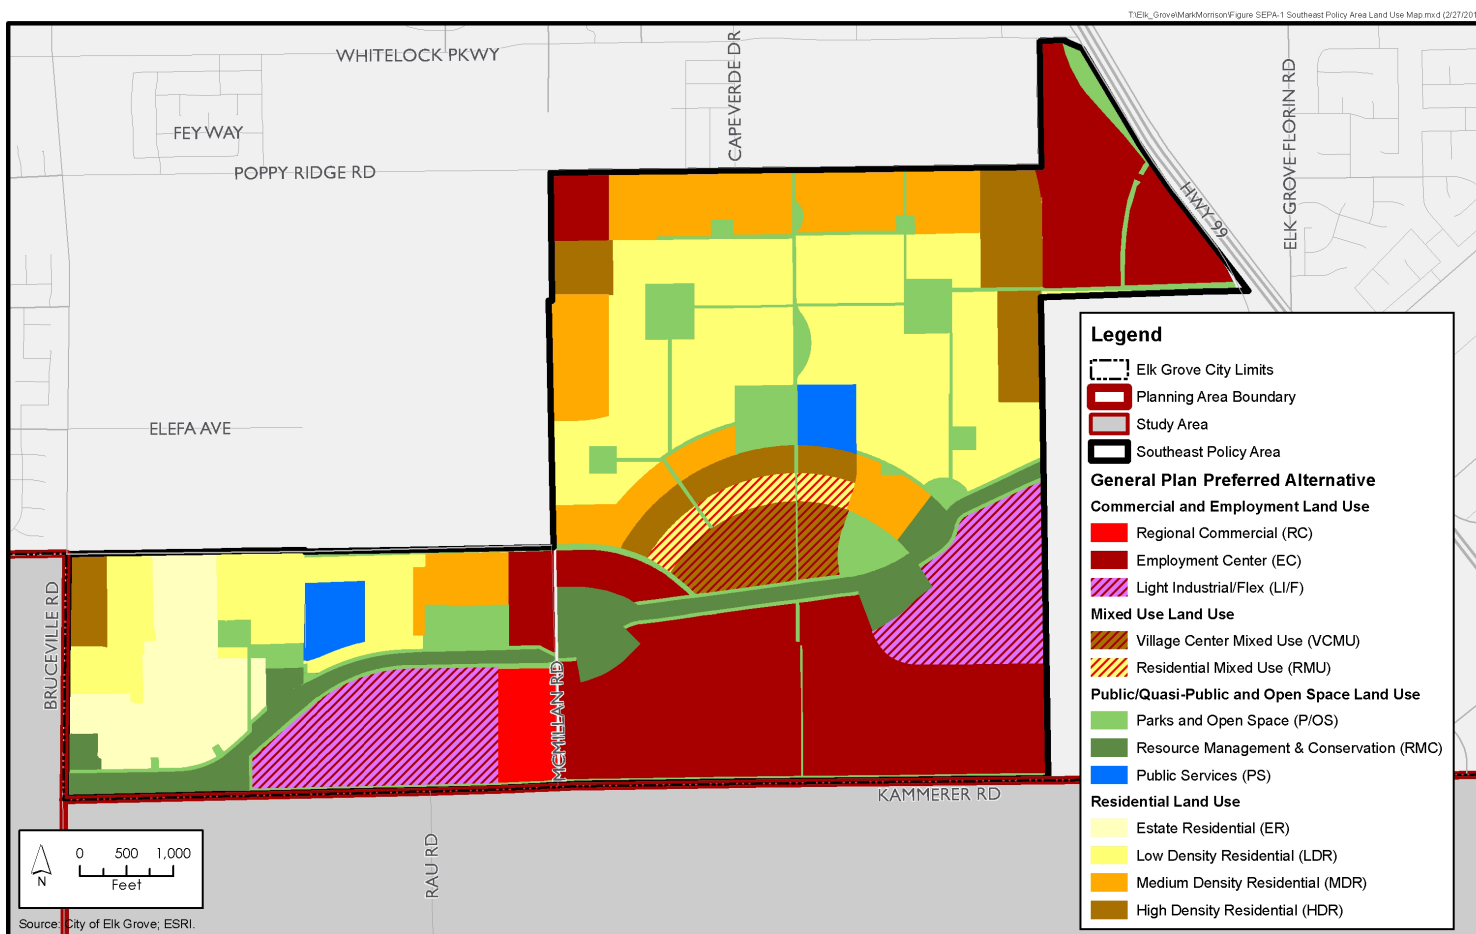 T:\Elk_Grove\MarkMorrison\Figure SEPA-1 Southeast Policy Area Land Use Map.mxd (2/27/201
WHITELOCK PKWY
CAPE VERDE DR
ELK GROVE-FLORIN RD
FEY WAY
POPPY RIDGE RD
HWY 99
ELEFA AVE
BRUCEVILLE RD
MCMILLAN RD
KAMMERER RD
RAU RD
Legend
Elk Grove City Limits
Planning Area Boundary
Study Area
Southeast Policy Area
General Plan Preferred Alternative
Commercial and Employment Land Use
Regional Commercial (RC)
Employment Center (EC)
Light Industrial/Flex (LI/F)
Mixed Use Land Use
Village Center Mixed Use (VCMU)
Residential Mixed Use (RMU)
Public/Quasi-Public and Open Space Land Use
Parks and Open Space (P/OS)
Resource Management & Conservation (RMC)
Public Services (PS)
Residential Land Use
Estate Residential (ER)
Low Density Residential (LDR)
Medium Density Residential (MDR)
High Density Residential (HDR)
0 500 1,000
Feet
N
Source: City of Elk Grove; ESRI.